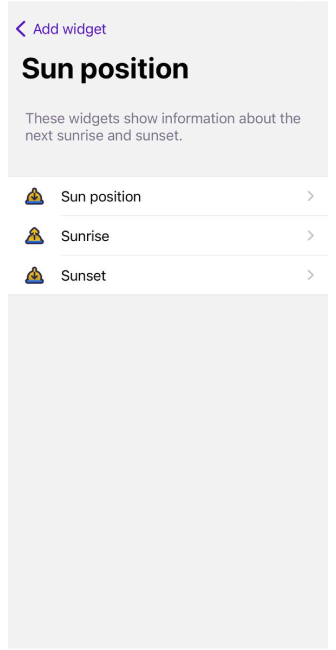 Add widget
Sun position
These widgets show information about the
next sunrise and sunset.
Sun position
Sunrise
Sunset